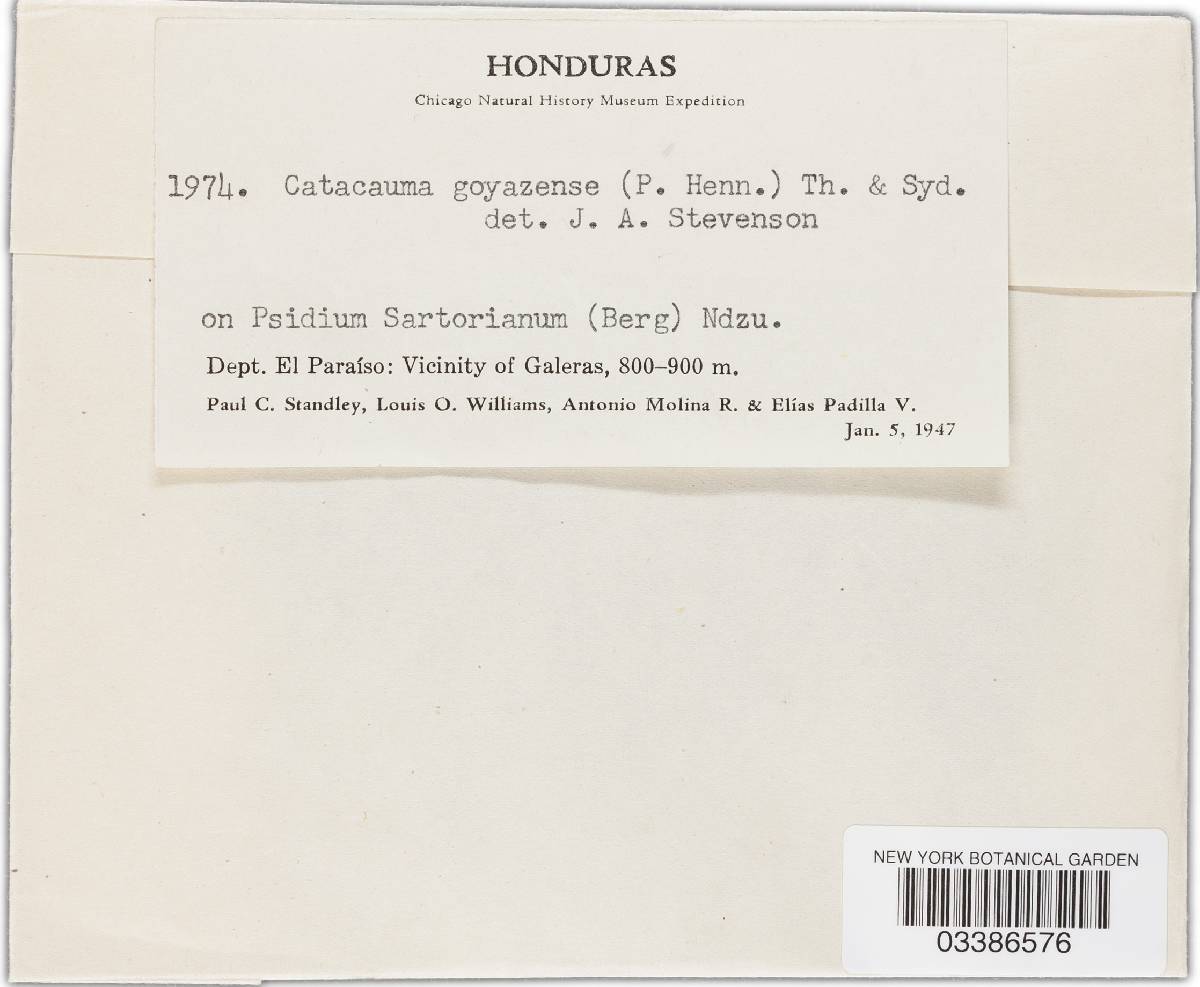 HONDURAS
Chicago Natural History Museum Expedition
1974. Catacauma goyazense (P. Henn.) Th. & Syd.
det. J. A. Stevenson
on Psidium Sartorianum (Berg) Ndzu.
Dept. El Paraíso: Vicinity of Galeras, 800–900 m.
Paul C. Standley, Louis O. Williams, Antonio Molina R. & Elías Padilla V.
Jan. 5, 1947
NEW YORK BOTANICAL GARDEN
03386576